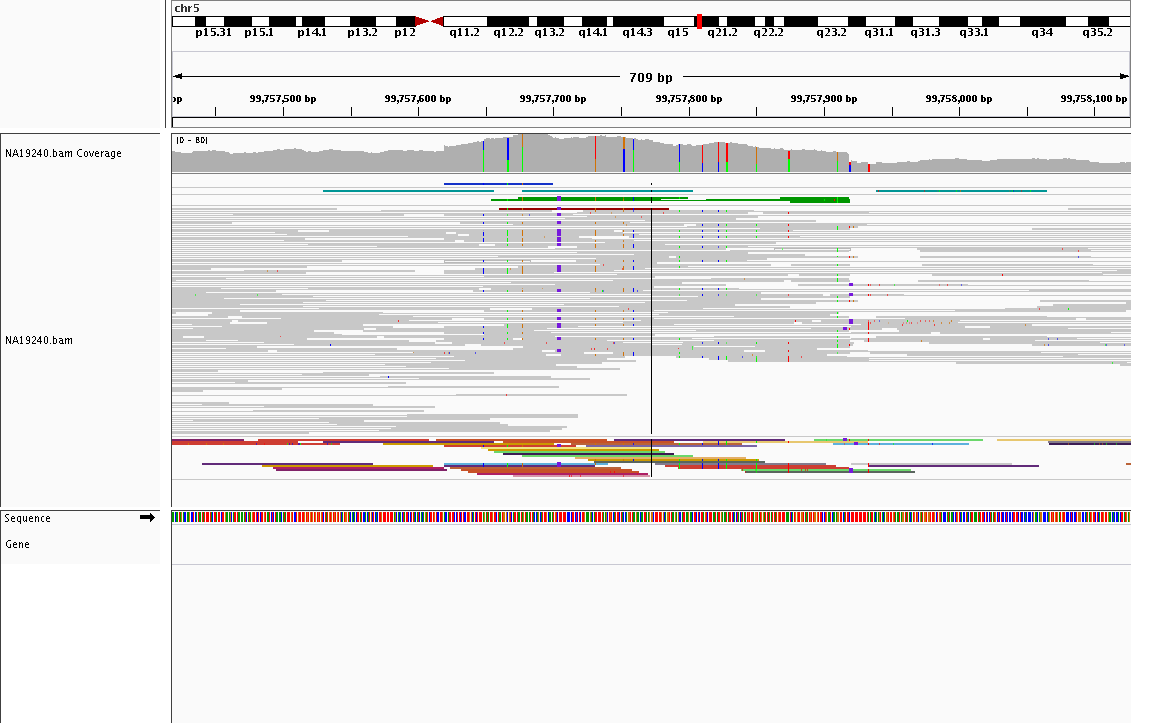 chr5
p15.31 p15.1 p14.1 p13.2 p12 q11.2 q12.2 q13.2 q14.1 q14.3 q15 q21.2 q22.2 q23.2 q31.1 q31.3 q33.1 q34 q35.2
709 bp
bp 99,757,500 bp 99,757,600 bp 99,757,700 bp 99,757,800 bp 99,757,900 bp 99,758,000 bp 99,758,100 bp
[0 - 80]
NA19240.bam Coverage
NA19240.bam
Sequence
Gene